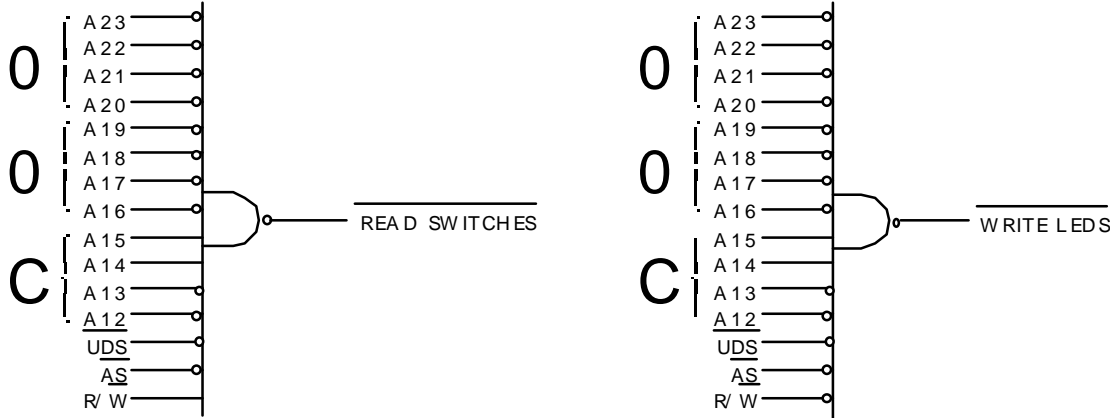 0
A23
A22
A21
A20
0
A19
A18
A17
A16
C
A15
A14
A13
A12
UDS
AS
R/W
READ SWITCHES
0
A23
A22
A21
A20
0
A19
A18
A17
A16
C
A15
A14
A13
A12
UDS
AS
R/W
WRITE LEDS